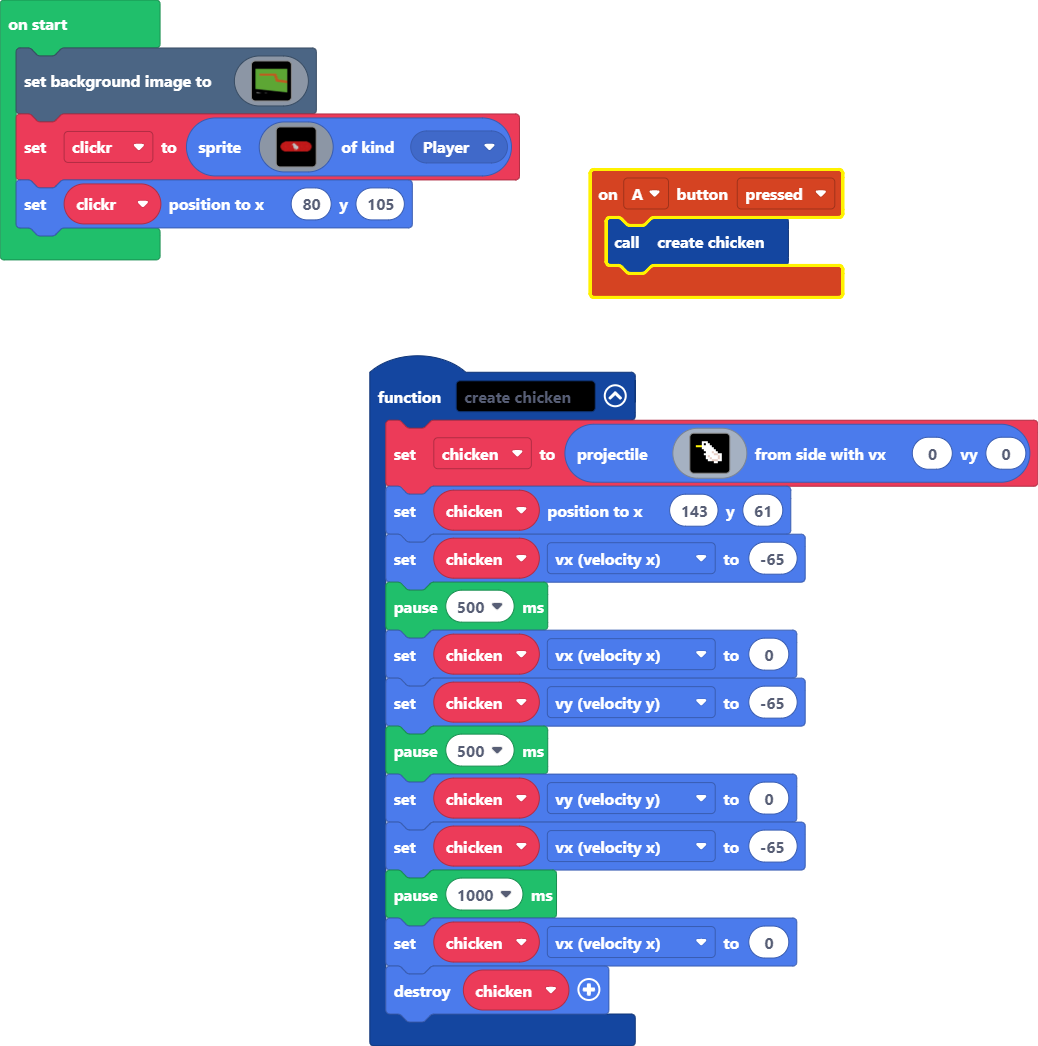 on start
set background image to
set clickr to sprite of kind Player
set clickr position to x 80 y 105
on A button pressed
call create chicken
function create chicken
set chicken to projectile from side with vx 0 vy 0
set chicken position to x 143 y 61
set chicken vx (velocity x) to -65
pause 500 ms
set chicken vx (velocity x) to 0
set chicken vy (velocity y) to -65
pause 500 ms
set chicken vy (velocity y) to 0
set chicken vx (velocity x) to -65
pause 1000 ms
set chicken vx (velocity x) to 0
destroy chicken